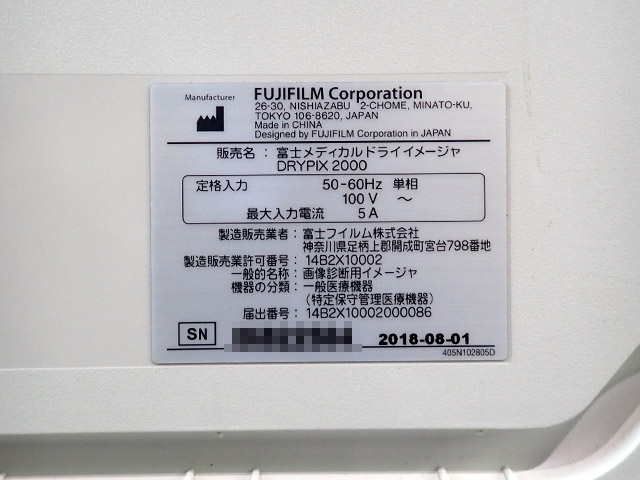 Manufacturer
FUJIFILM Corporation
26-30, NISHIAZABU 2-CHOME, MINATO-KU,
TOKYO 106-8620, JAPAN
Made in CHINA
Designed by FUJIFILM Corporation in JAPAN
販売名：富士メディカルドライイメージャ
DRYPIX 2000
定格入力 50-60Hz 単相
100 V ～
最大入力電流 5 A
製造販売業者：富士フイルム株式会社
神奈川県足柄上郡開成町宮台798番地
製造販売業許可番号：14B2X10002
一般的名称：画像診断用イメージャ
機器の分類：一般医療機器
（特定保守管理医療機器）
届出番号：14B2X10002000086
SN 2018-08-01
405N102805D